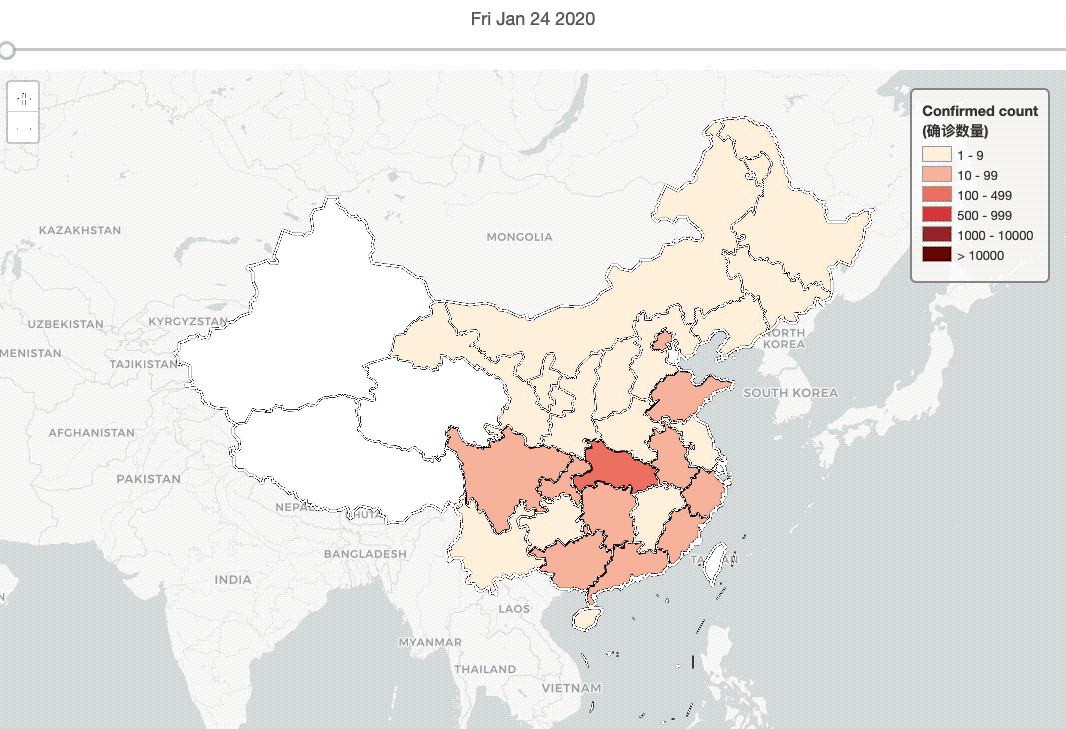 Fri Jan 24 2020
Confirmed count
(确诊数量)
1 - 9
10 - 99
100 - 499
500 - 999
1000 - 10000
> 10000
KAZAKHSTAN
MONGOLIA
UZBEKISTAN
KYRGYZSTAN
MENISTAN
TAJIKISTAN
NORTH
KOREA
SOUTH KOREA
AFGHANISTAN
PAKISTAN
NEPAL
BHUTA
BANGLADESH
INDIA
LAOS
MYANMAR
THAILAND
VIETNAM